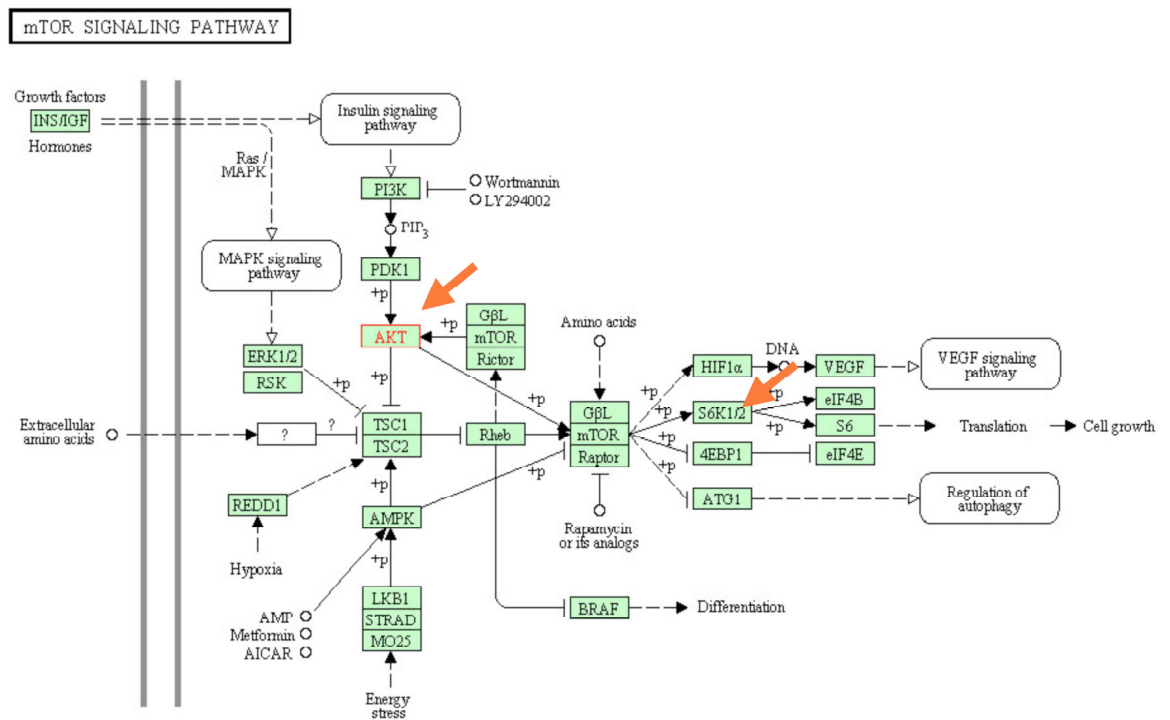 mTOR SIGNALING PATHWAY
Growth factors
INS/IGF
Hormones
Insulin signaling
pathway
Ras /
MAPK
PI3K
Wortmannin
LY294002
PIP3
MAPK signaling
pathway
PDK1
+p
AKT
+p
GβL
mTOR
Rictor
Amino acids
ERK1/2
RSK
+p
+p
+p
HIF1α
DNA
VEGF
VEGF signaling
pathway
Extracellular
amino acids
?
?
TSC1
TSC2
Rheb
GβL
mTOR
Raptor
+p
+p
+p
+p
S6K1/2
+p
+p
eIF4B
S6
Translation
Cell growth
4EBP1
eIF4E
+p
REDD1
+p
AMPK
ATG1
Regulation of
autophagy
Hypoxia
Rapamycin
or its analogs
+p
+p
AMP
Metformin
AICAR
LKB1
STRAD
MO25
BRAF
Differentiation
Energy
stress